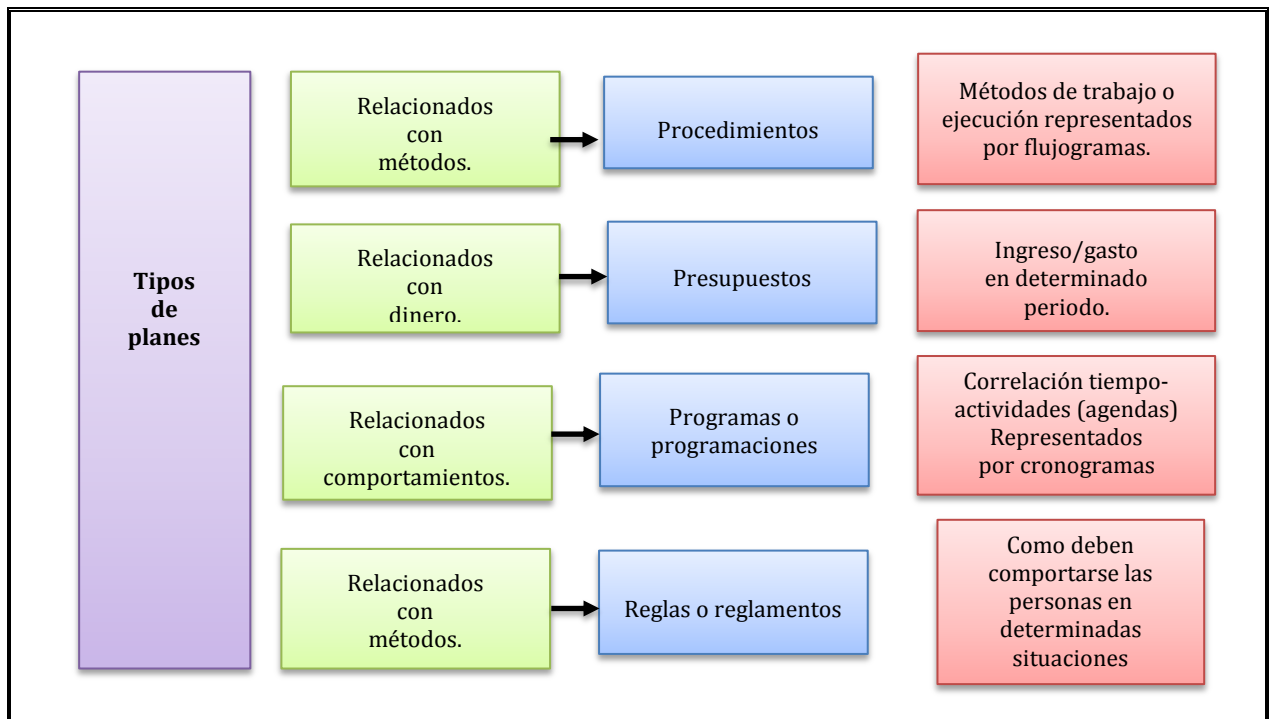 Tipos
de
planes
Relacionados
con
métodos.
Procedimientos
Métodos de trabajo o
ejecución representados
por flujogramas.
Relacionados
con
dinero.
Presupuestos
Ingreso/gasto
en determinado
periodo.
Relacionados
con
comportamientos.
Programas o
programaciones
Correlación tiempo-
actividades (agendas)
Representados
por cronogramas
Relacionados
con
métodos.
Reglas o reglamentos
Como deben
comportarse las
personas en
determinadas
situaciones